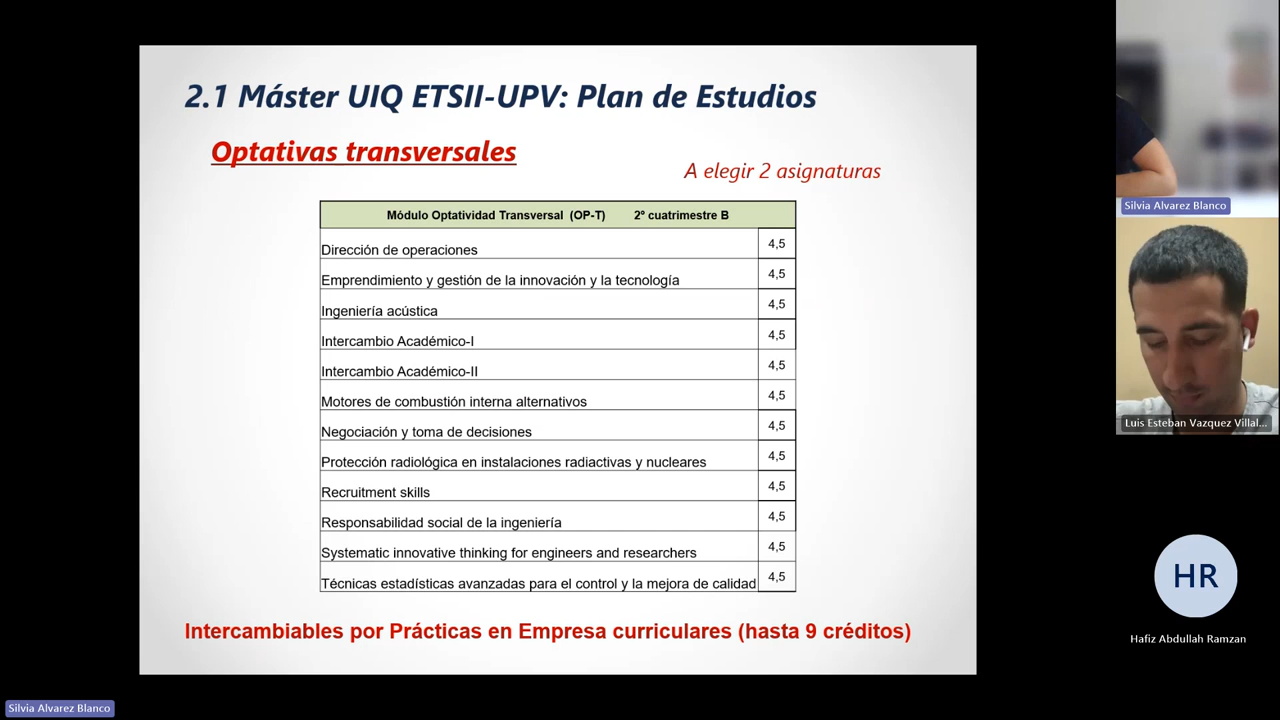 2.1 Máster UIQ ETSII-UPV: Plan de Estudios
Optativas transversales
A elegir 2 asignaturas
Módulo Optatividad Transversal (OP-T) 2º cuatrimestre B
Dirección de operaciones 4,5
Emprendimiento y gestión de la innovación y la tecnología 4,5
Ingeniería acústica 4,5
Intercambio Académico-I 4,5
Intercambio Académico-II 4,5
Motores de combustión interna alternativos 4,5
Negociación y toma de decisiones 4,5
Protección radiológica en instalaciones radiactivas y nucleares 4,5
Recruitment skills 4,5
Responsabilidad social de la ingeniería 4,5
Systematic innovative thinking for engineers and researchers 4,5
Técnicas estadísticas avanzadas para el control y la mejora de calidad 4,5
Intercambiables por Prácticas en Empresa curriculares (hasta 9 créditos)
Silvia Alvarez Blanco
Luis Esteban Vazquez Villal...
HR
Hafiz Abdullah Ramzan
Silvia Alvarez Blanco